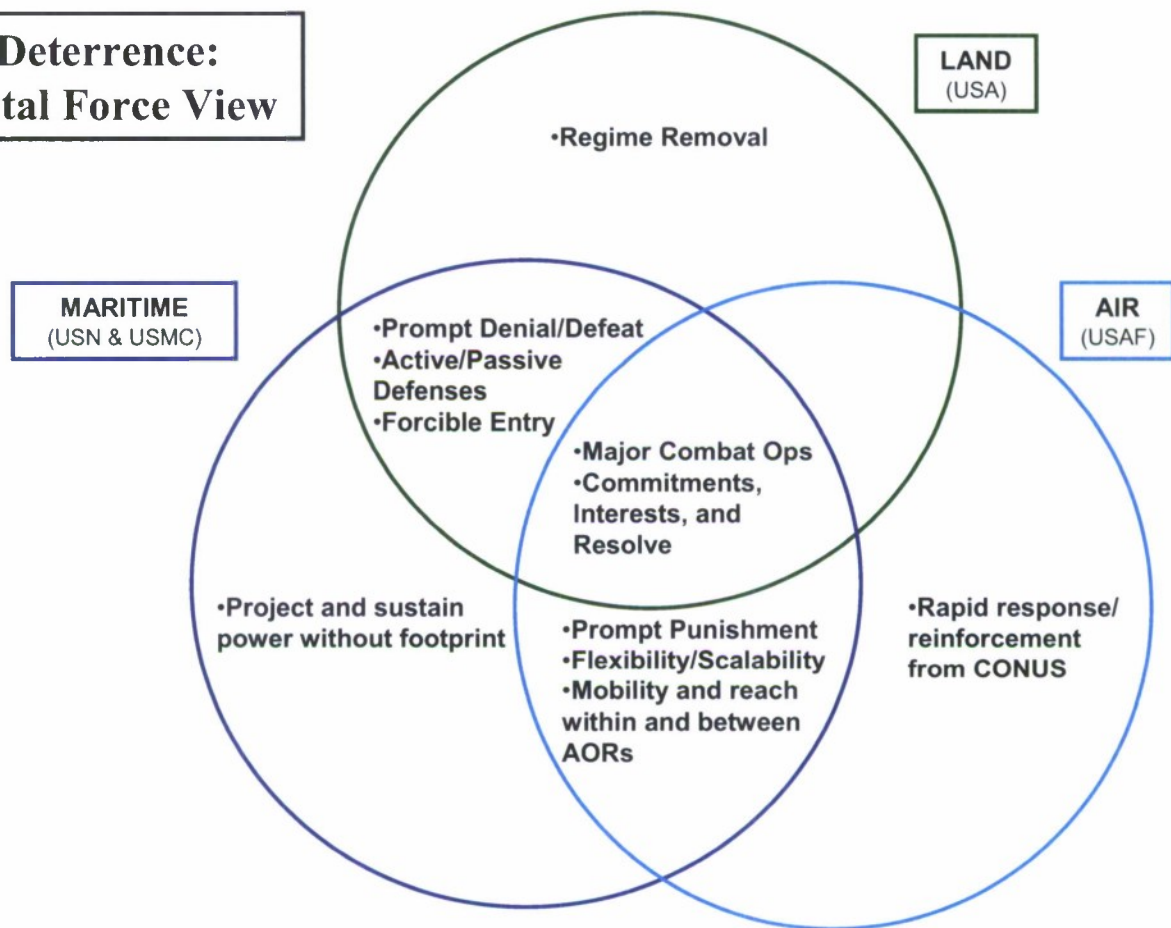 Deterrence:
tal Force View
LAND
(USA)
•Regime Removal
MARITIME
(USN & USMC)
AIR
(USAF)
•Prompt Denial/Defeat
•Active/Passive
Defenses
•Forcible Entry
•Major Combat Ops
•Commitments,
Interests, and
Resolve
•Project and sustain
power without footprint
•Prompt Punishment
•Flexibility/Scalability
•Mobility and reach
within and between
AORs
•Rapid response/
reinforcement
from CONUS